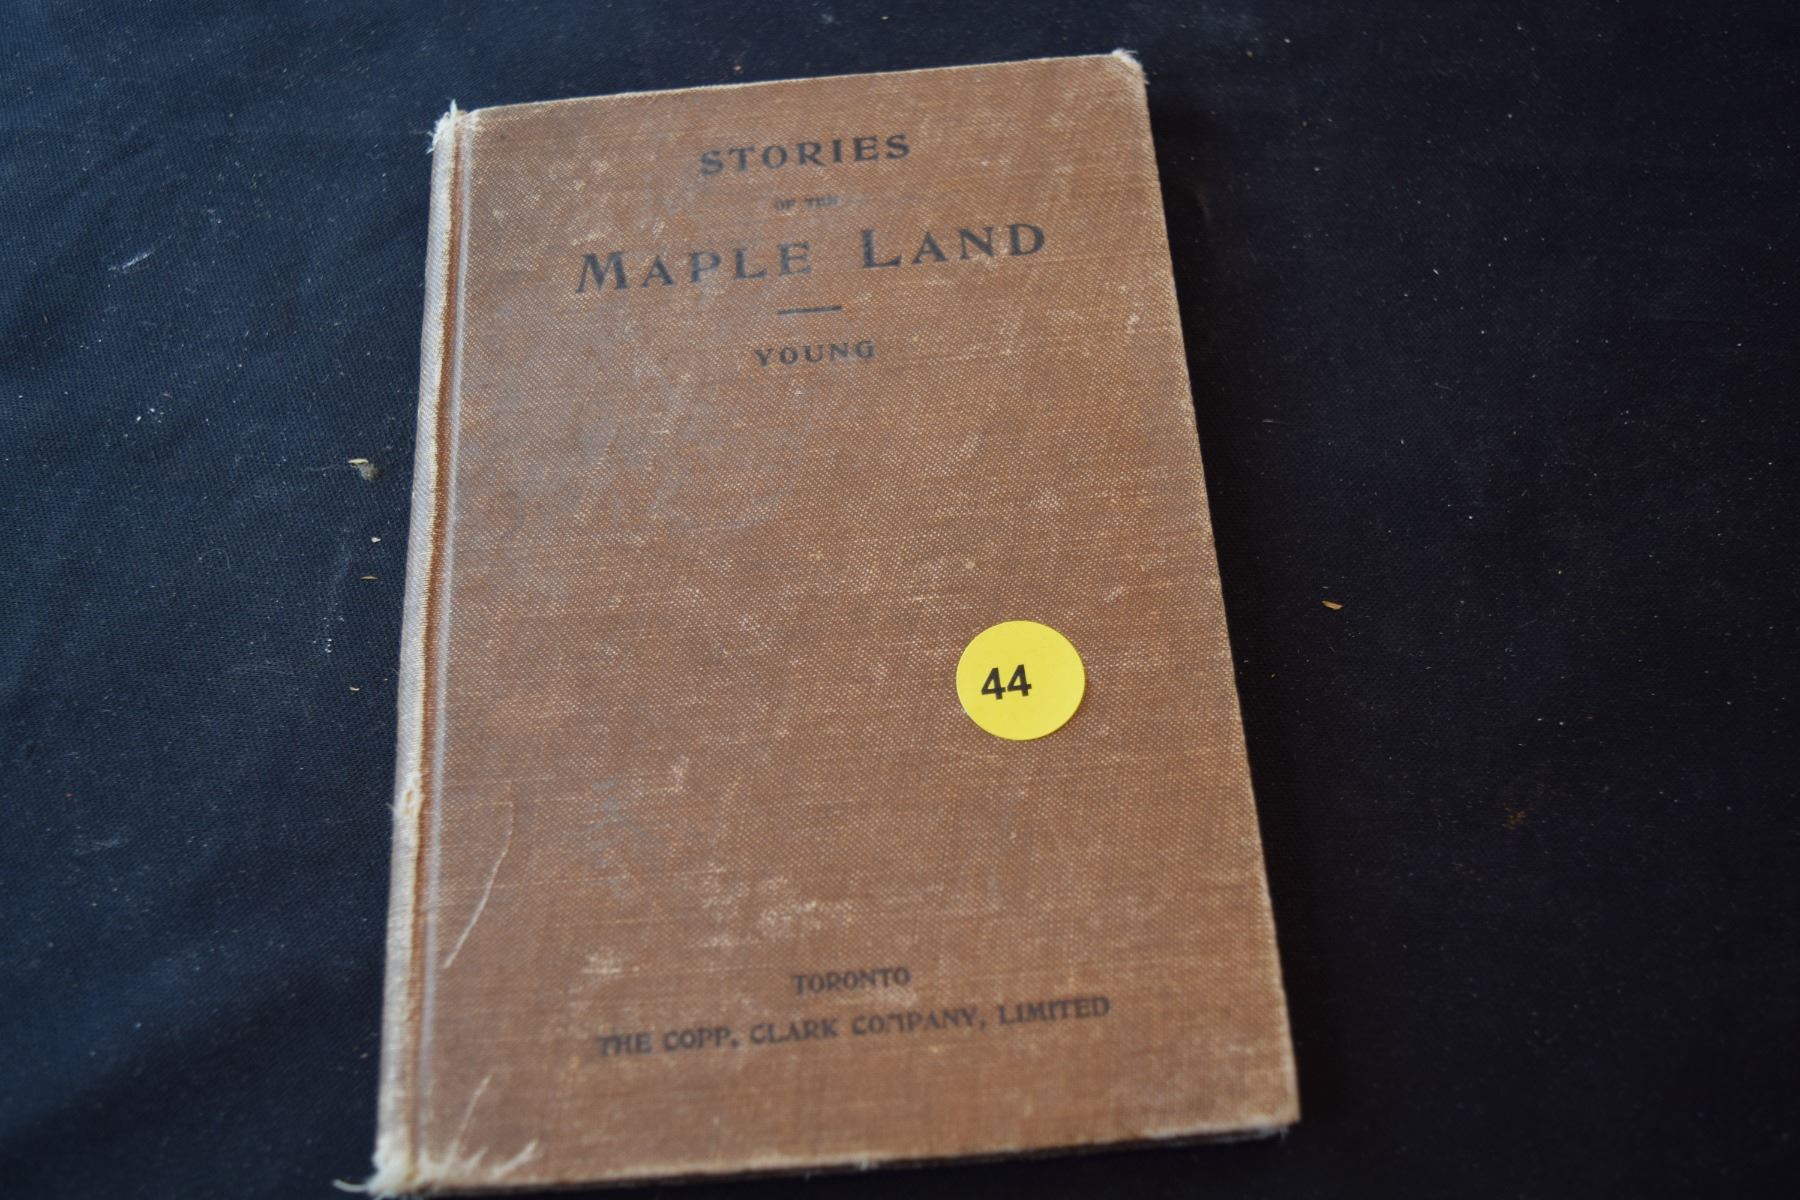 STORIES
OF THE
MAPLE LAND
YOUNG
44
TORONTO
THE COPP, CLARK COMPANY, LIMITED